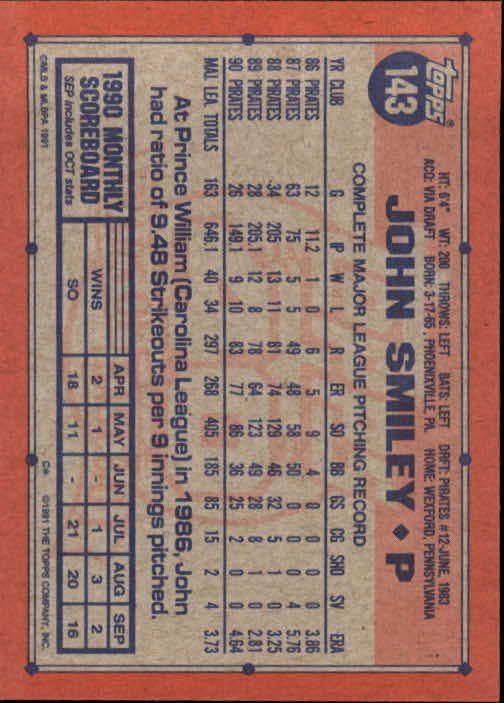 TOPPS®
143
JOHN SMILEY ♦ P
HT: 6'4" WT: 200 THROWS: LEFT BATS: LEFT DRFT: PIRATES #12-JUNE, 1983
ACQ: VIA DRAFT BORN: 3-17-65, PHOENIXVILLE, PA. HOME: WEXFORD, PENNSYLVANIA
COMPLETE MAJOR LEAGUE PITCHING RECORD
YR CLUB G IP W L R ER SO BB GS CG SHO SV ERA
86 PIRATES 12 11.2 1 0 6 5 9 4 0 0 0 0 3.86
87 PIRATES 63 75 5 5 49 48 58 50 0 0 0 4 5.76
88 PIRATES 34 205 13 11 81 74 129 46 32 5 1 0 3.25
89 PIRATES 28 205.1 12 8 78 64 123 49 28 8 1 0 2.81
90 PIRATES 26 149.1 9 10 83 77 86 36 25 2 0 0 4.64
MAJ. LEA. TOTALS 163 646.1 40 34 297 268 405 185 85 15 2 4 3.73
At Prince William (Carolina League) in 1986, John
had ratio of 9.48 Strikeouts per 9 innings pitched.
1990 MONTHLY
SCOREBOARD
SEP includes OCT stats
APR MAY JUN JUL AUG SEP
WINS 2 1 - 1 3 2
SO 18 11 - 21 20 16
©MLB & MLBPA 1991
C* ©1991 THE TOPPS COMPANY, INC.